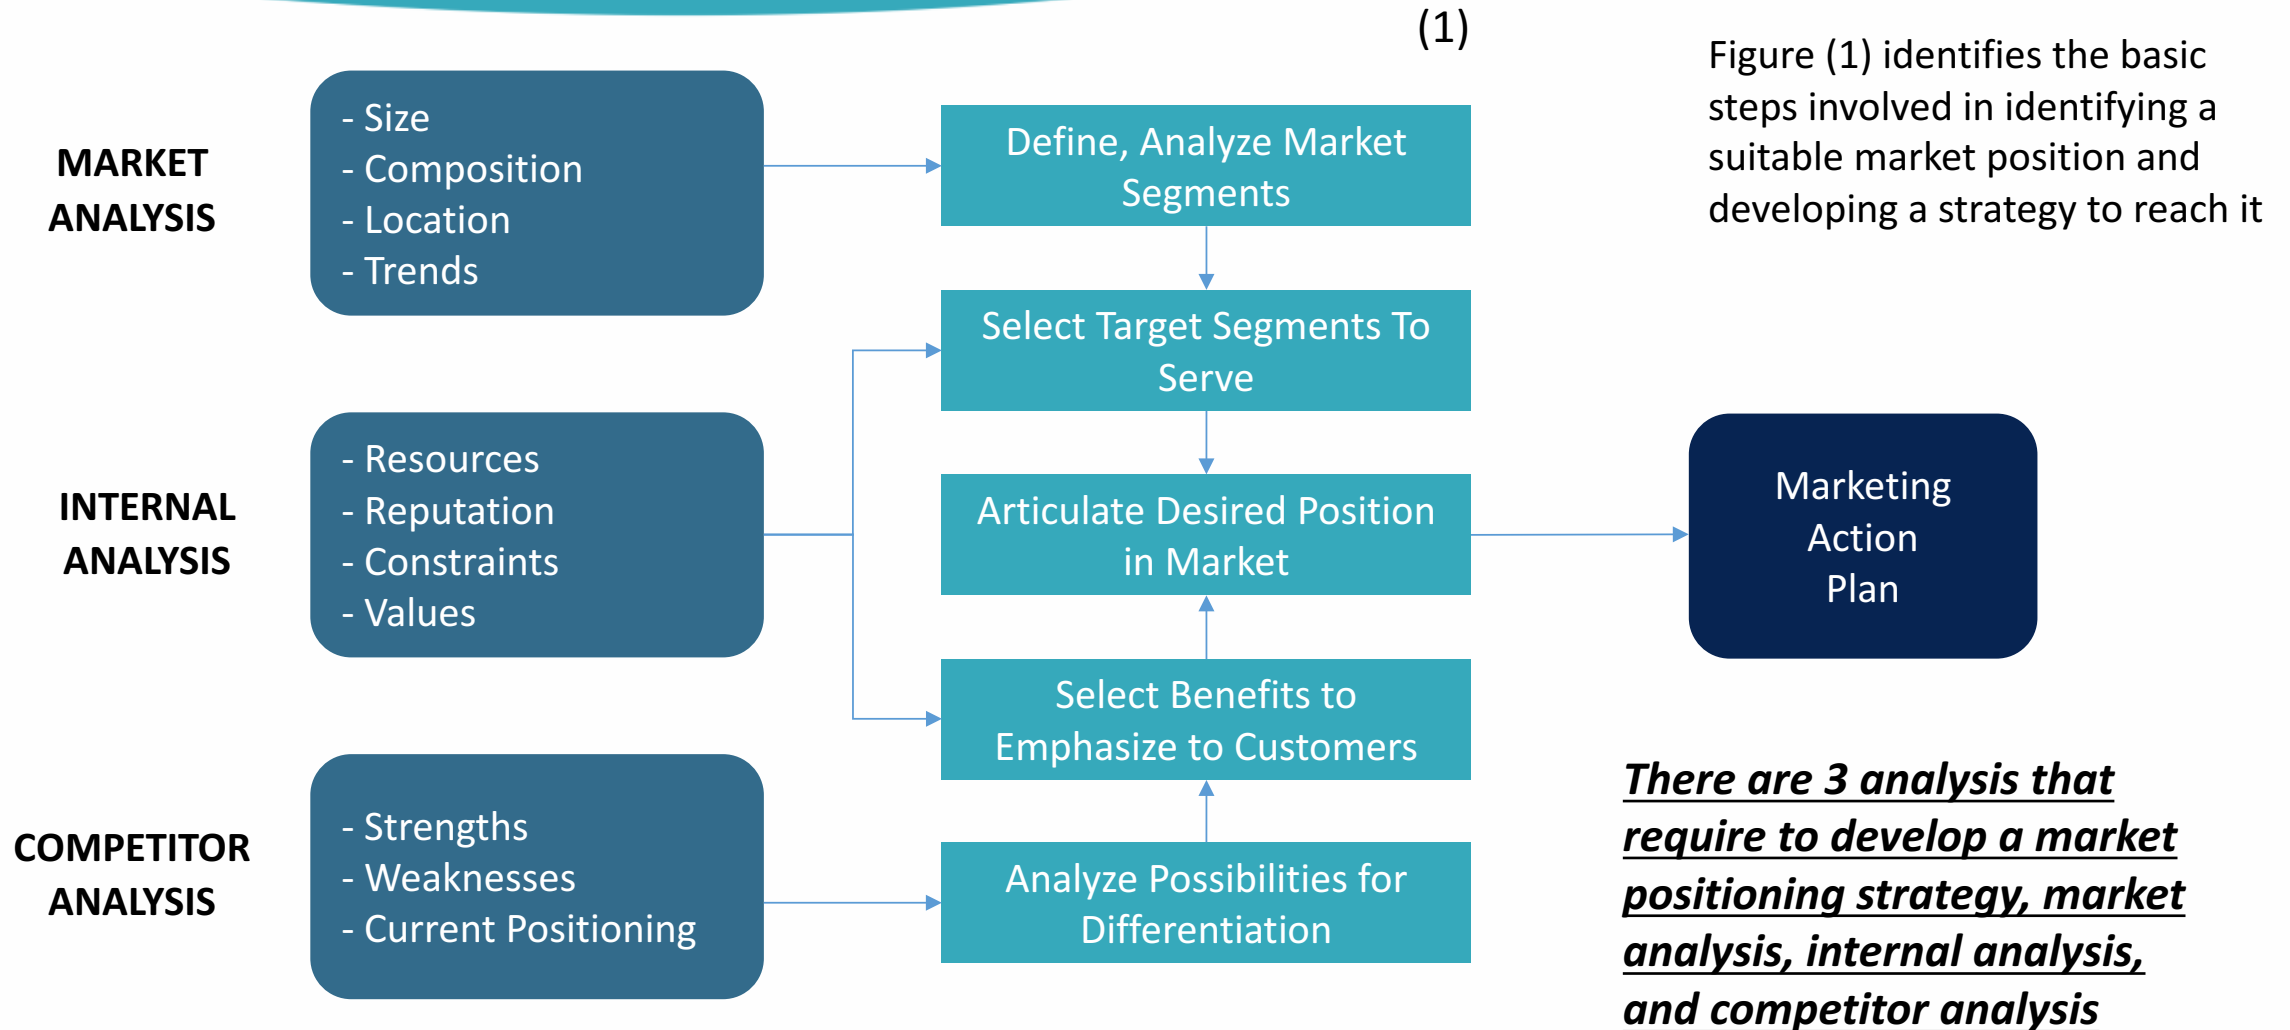 (1)
Figure (1) identifies the basic
steps involved in identifying a
suitable market position and
developing a strategy to reach it
MARKET
ANALYSIS
- Size
- Composition
- Location
- Trends
Define, Analyze Market
Segments
Select Target Segments To
Serve
INTERNAL
ANALYSIS
- Resources
- Reputation
- Constraints
- Values
Articulate Desired Position
in Market
Marketing
Action
Plan
Select Benefits to
Emphasize to Customers
COMPETITOR
ANALYSIS
- Strengths
- Weaknesses
- Current Positioning
Analyze Possibilities for
Differentiation
There are 3 analysis that
require to develop a market
positioning strategy, market
analysis, internal analysis,
and competitor analysis